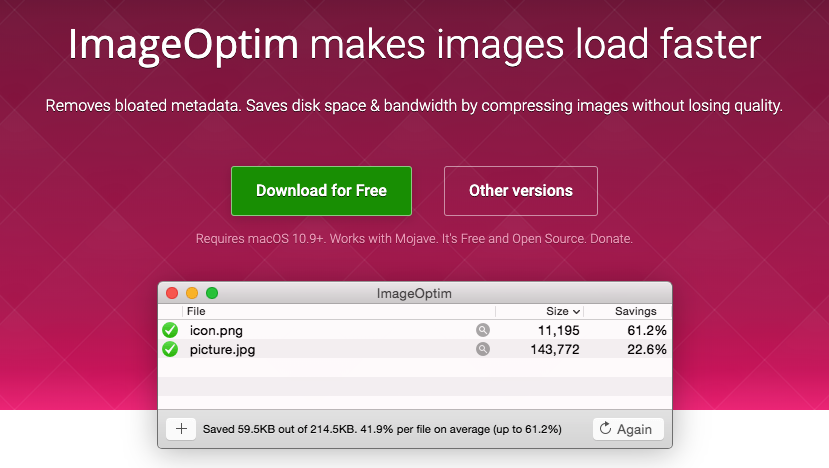 ImageOptim makes images load faster
Removes bloated metadata. Saves disk space & bandwidth by compressing images without losing quality.
Download for Free
Other versions
Requires macOS 10.9+. Works with Mojave. It's Free and Open Source. Donate.
ImageOptim
File Size Savings
icon.png 11,195 61.2%
picture.jpg 143,772 22.6%
+ Saved 59.5KB out of 214.5KB. 41.9% per file on average (up to 61.2%) Again